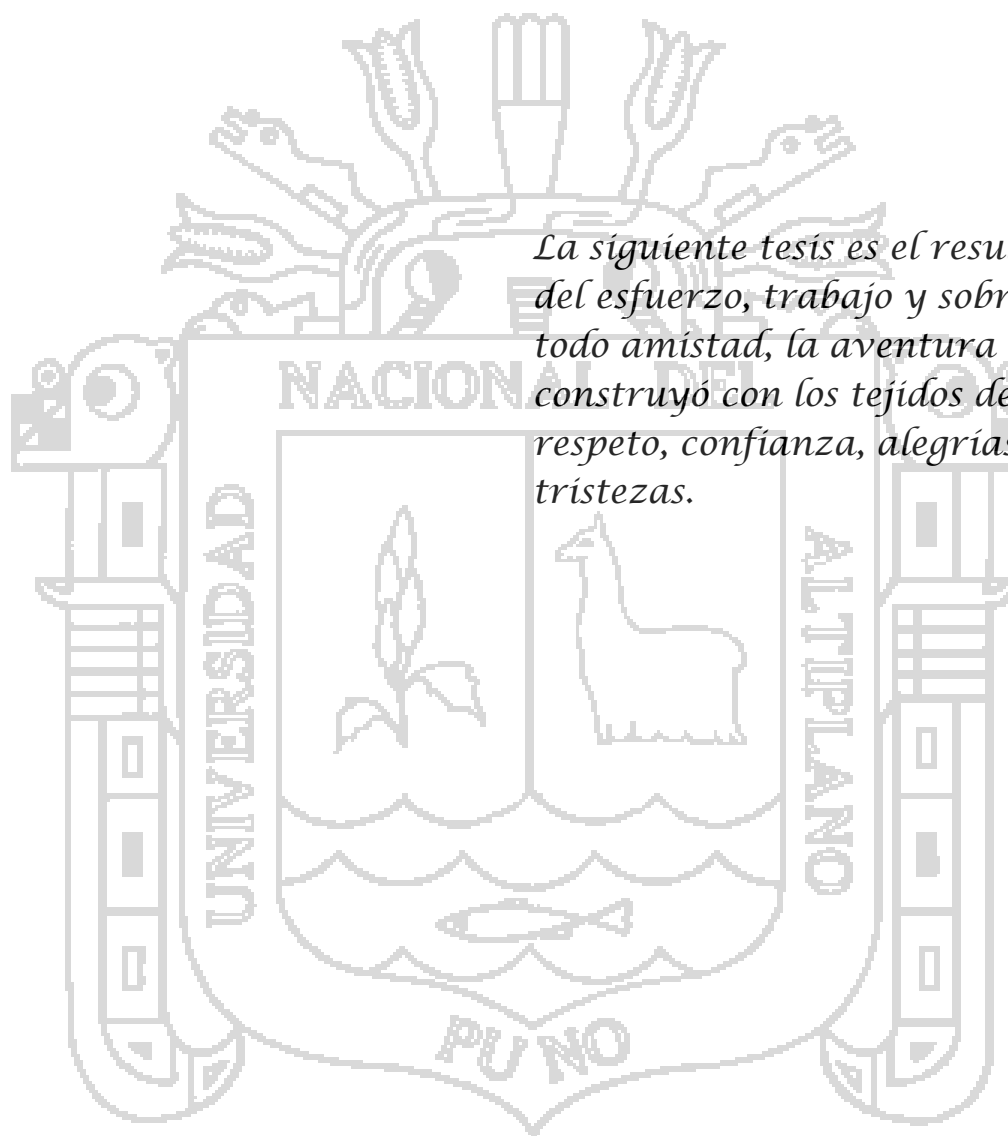 La siguiente tesis es el resu
del esfuerzo, trabajo y sobr
todo amistad, la aventura
construyó con los tejidos de
respeto, confianza, alegrías
tristezas.
NACIONAL DEL
UNIVERSIDAD
ALTIPLANO
PUNO